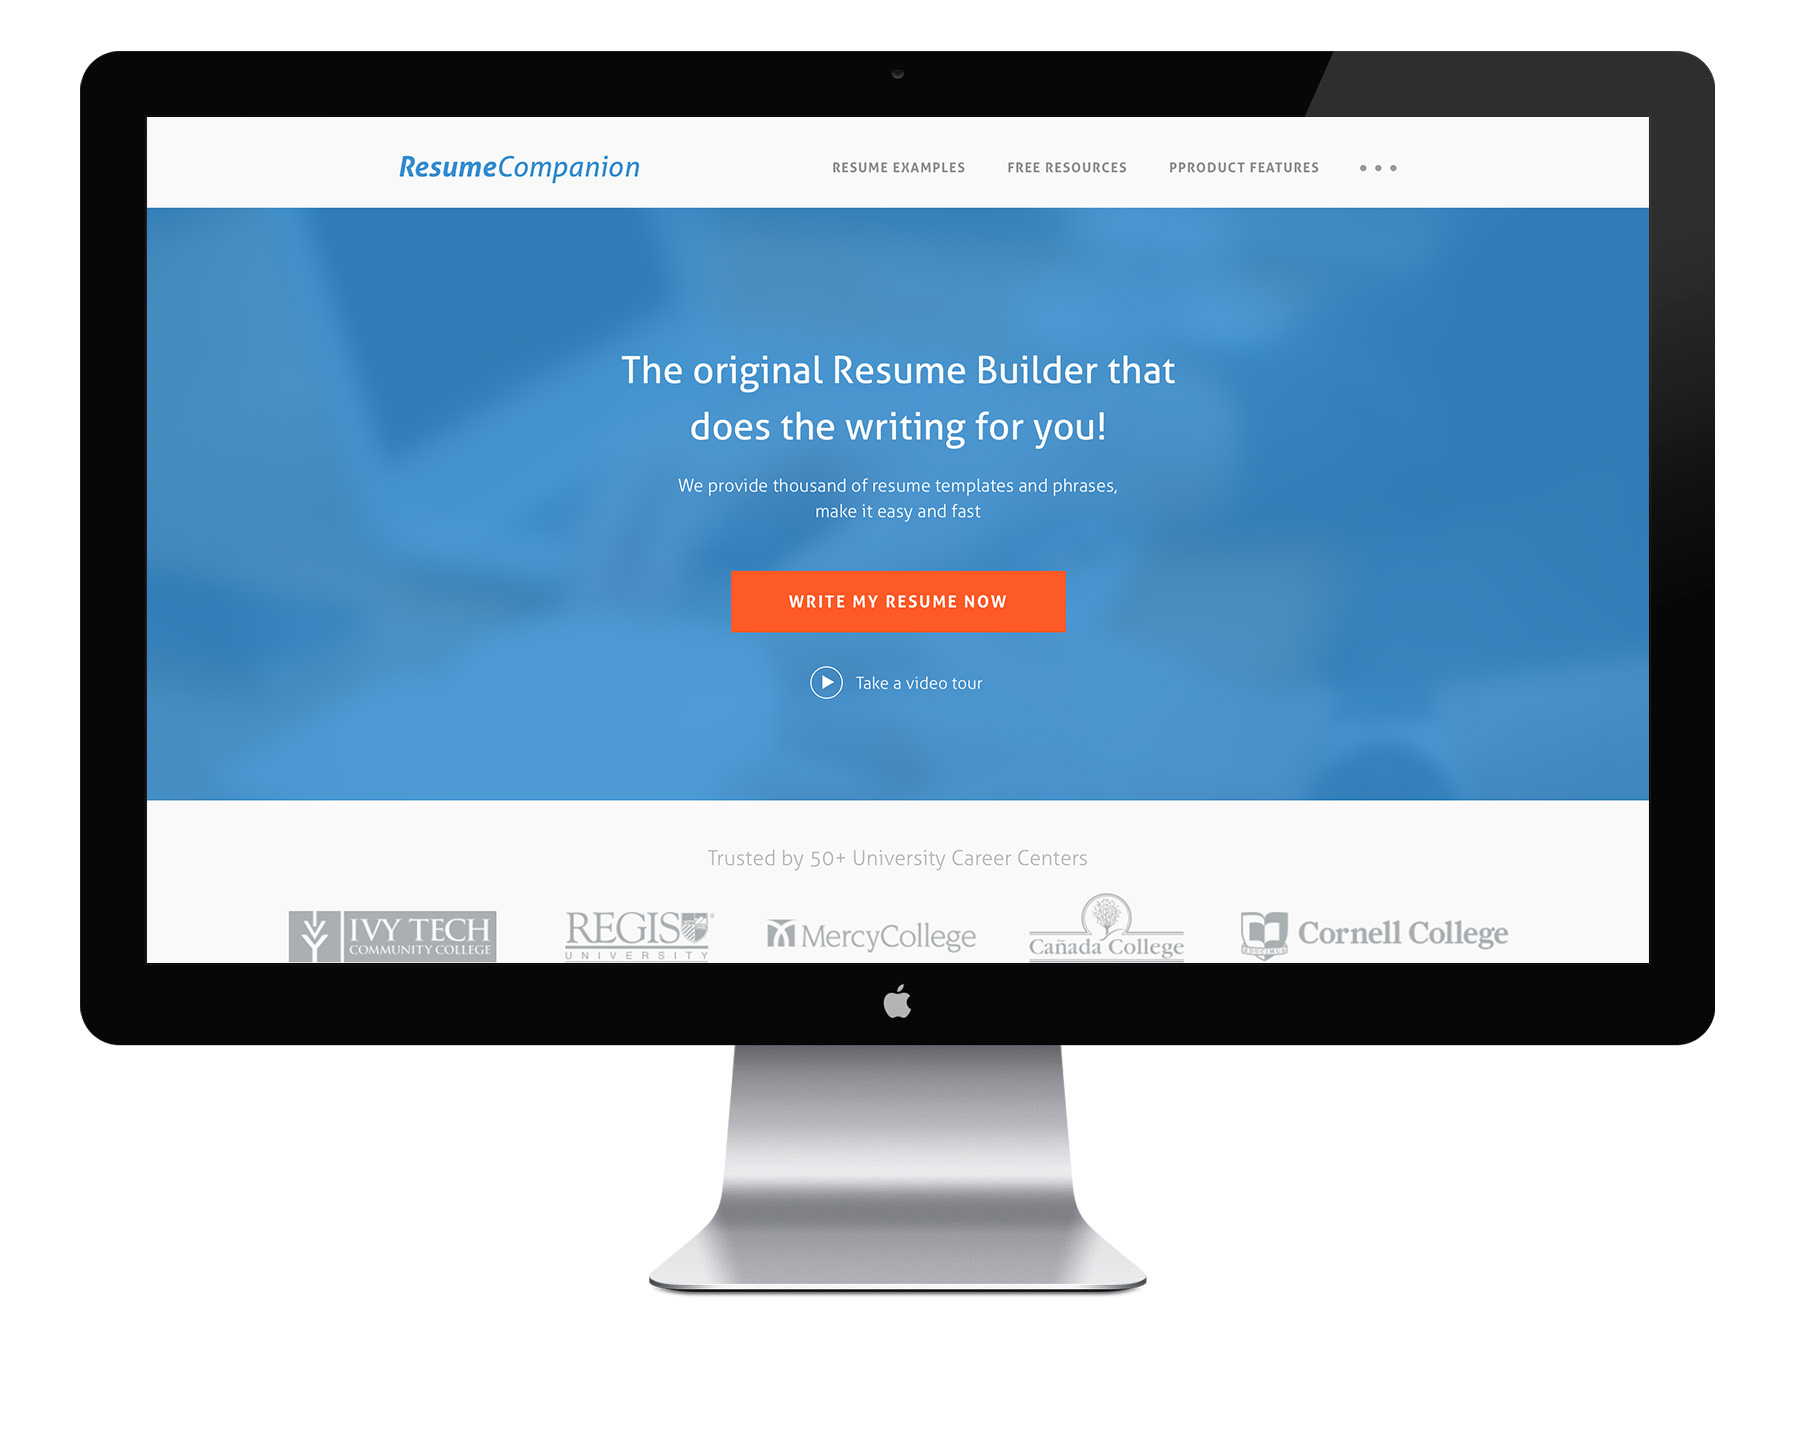 ResumeCompanion
RESUME EXAMPLES
FREE RESOURCES
PPRODUCT FEATURES
The original Resume Builder that
does the writing for you!
We provide thousand of resume templates and phrases,
make it easy and fast
WRITE MY RESUME NOW
Take a video tour
Trusted by 50+ University Career Centers
IVY TECH
COMMUNITY COLLEGE
REGIS
UNIVERSITY
MercyCollege
Cañada College
Cornell College